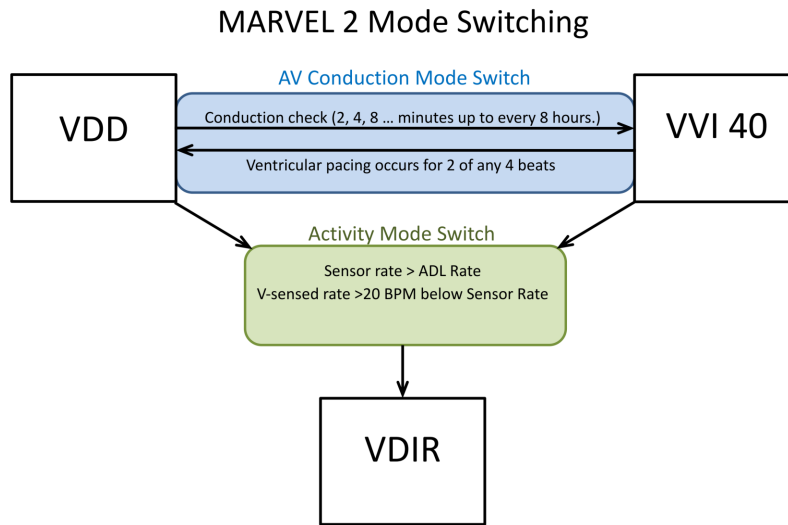 MARVEL 2 Mode Switching
AV Conduction Mode Switch
VDD
Conduction check (2, 4, 8 ... minutes up to every 8 hours.)
VVI 40
Ventricular pacing occurs for 2 of any 4 beats
Activity Mode Switch
Sensor rate > ADL Rate
V-sensed rate >20 BPM below Sensor Rate
VDIR